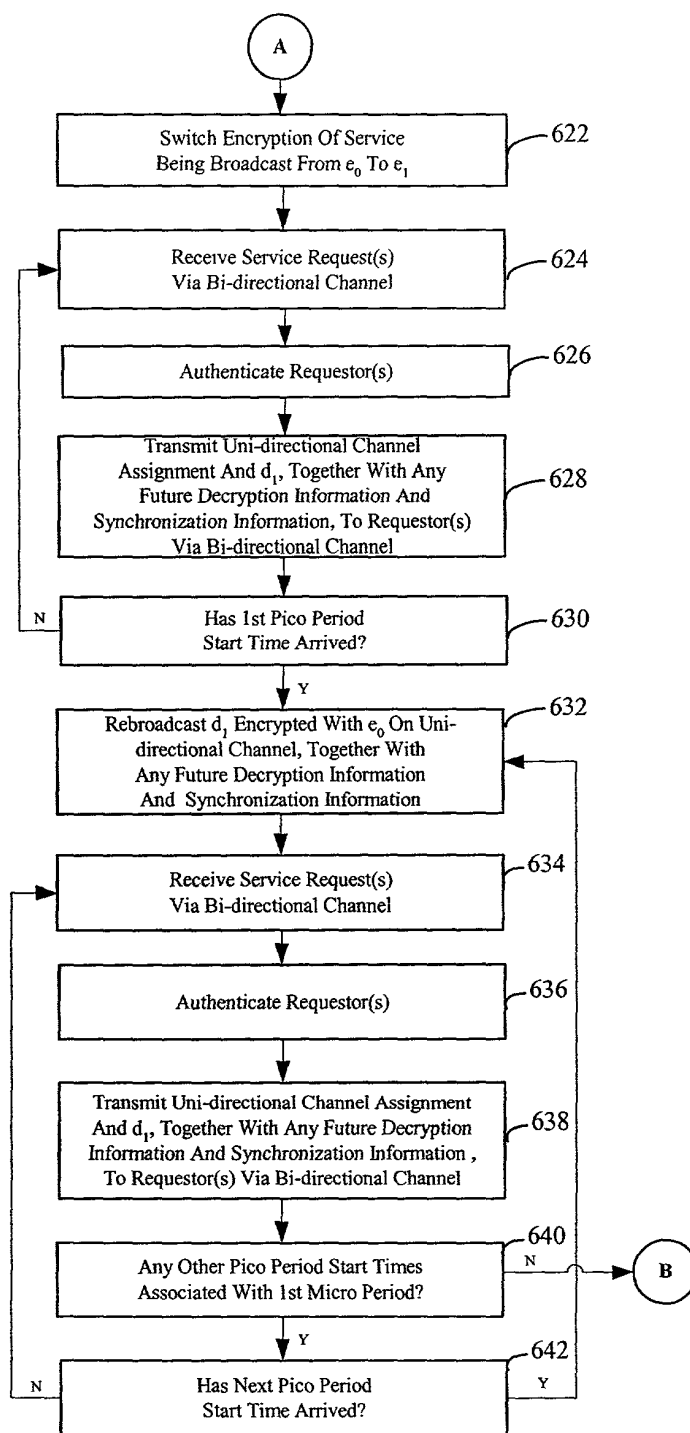 A
Switch Encryption Of Service
Being Broadcast From e0 To e1
622
Receive Service Request(s)
Via Bi-directional Channel
624
Authenticate Requestor(s)
626
Transmit Uni-directional Channel
Assignment And d1, Together With Any
Future Decryption Information And
Synchronization Information, To Requestor(s)
Via Bi-directional Channel
628
Has 1st Pico Period
Start Time Arrived?
630
N
Y
Rebroadcast d1 Encrypted With e0 On Uni-
directional Channel, Together With
Any Future Decryption Information
And Synchronization Information
632
Receive Service Request(s)
Via Bi-directional Channel
634
Authenticate Requestor(s)
636
Transmit Uni-directional Channel Assignment
And d1, Together With Any Future Decryption
Information And Synchronization Information ,
To Requestor(s) Via Bi-directional Channel
638
Any Other Pico Period Start Times
Associated With 1st Micro Period?
640
N
B
Y
Has Next Pico Period
Start Time Arrived?
642
N
Y